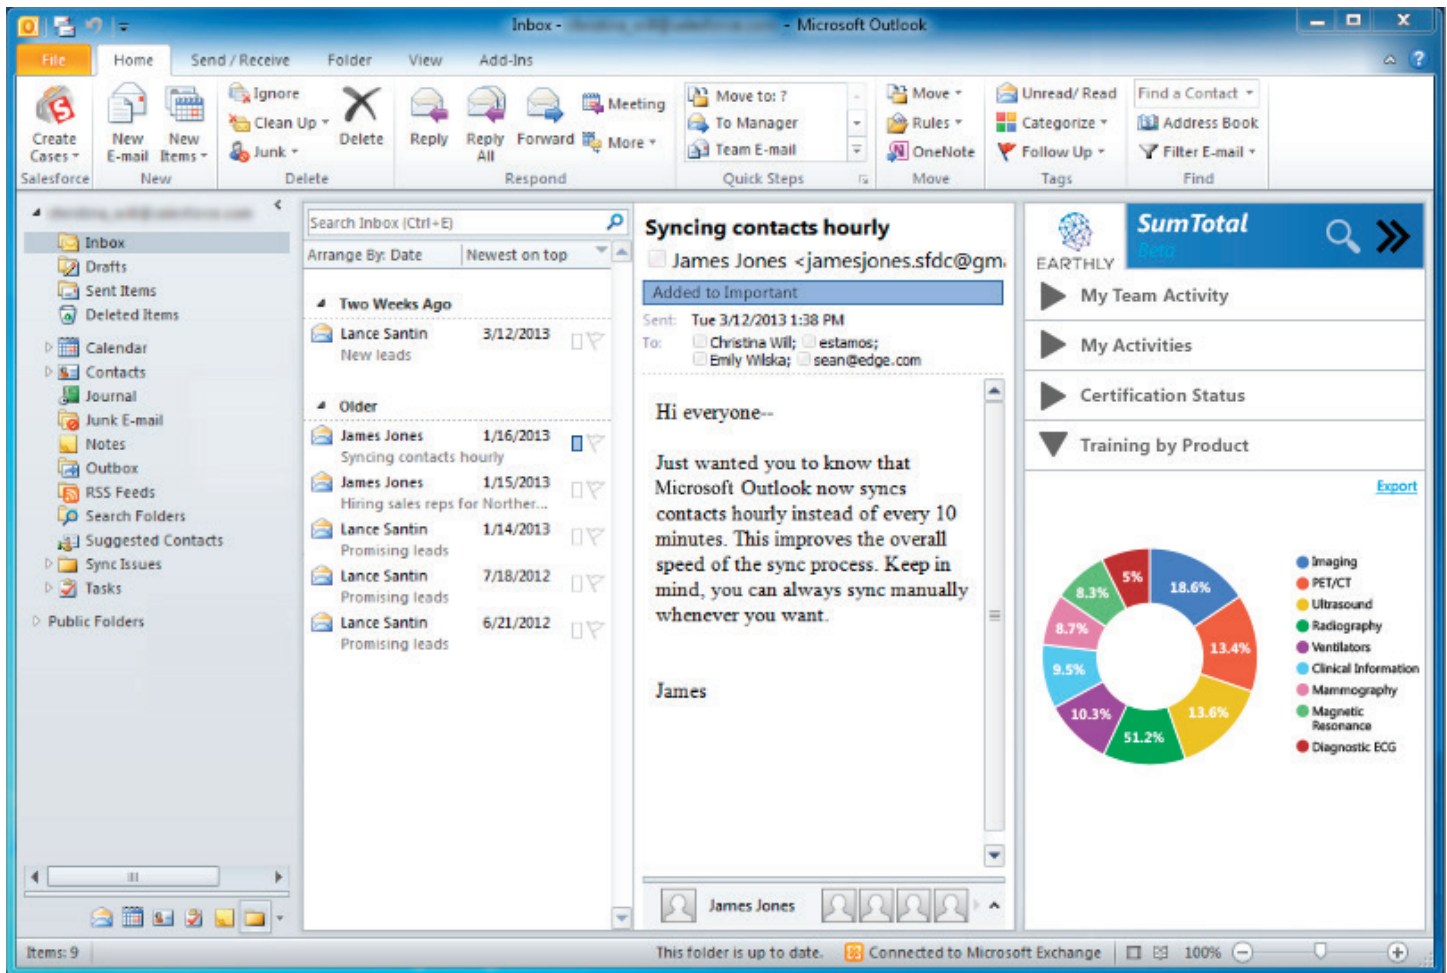 Inbox -
- Microsoft Outlook
File Home Send / Receive Folder View Add-Ins
Create Cases
Salesforce
New E-mail
New Items
New
Ignore
Clean Up
Junk
Delete
Delete
Reply
Reply All
Forward
Meeting
More
Respond
Move to: ?
To Manager
Team E-mail
Quick Steps
Move
Rules
OneNote
Move
Unread/ Read
Categorize
Follow Up
Tags
Find a Contact
Address Book
Filter E-mail
Find
Inbox
Drafts
Sent Items
Deleted Items
Calendar
Contacts
Journal
Junk E-mail
Notes
Outbox
RSS Feeds
Search Folders
Suggested Contacts
Sync Issues
Tasks
Public Folders
Search Inbox (Ctrl+E)
Arrange By: Date Newest on top
Two Weeks Ago
Lance Santin 3/12/2013
New leads
Older
James Jones 1/16/2013
Syncing contacts hourly
James Jones 1/15/2013
Hiring sales reps for Norther...
Lance Santin 1/14/2013
Promising leads
Lance Santin 7/18/2012
Promising leads
Lance Santin 6/21/2012
Promising leads
Syncing contacts hourly
James Jones <jamesjones.sfdc@gm
Added to Important
Sent: Tue 3/12/2013 1:38 PM
To: Christina Will; estamos;
Emily Wilska; sean@edge.com
Hi everyone--
Just wanted you to know that
Microsoft Outlook now syncs
contacts hourly instead of every 10
minutes. This improves the overall
speed of the sync process. Keep in
mind, you can always sync manually
whenever you want.
James
James Jones
EARTHLY
SumTotal
Beta
My Team Activity
My Activities
Certification Status
Training by Product
Export
18.6%
13.4%
13.6%
51.2%
10.3%
9.5%
8.7%
8.3%
5%
Imaging
PET/CT
Ultrasound
Radiography
Ventilators
Clinical Information
Mammography
Magnetic
Resonance
Diagnostic ECG
Items: 9
This folder is up to date. Connected to Microsoft Exchange 100%